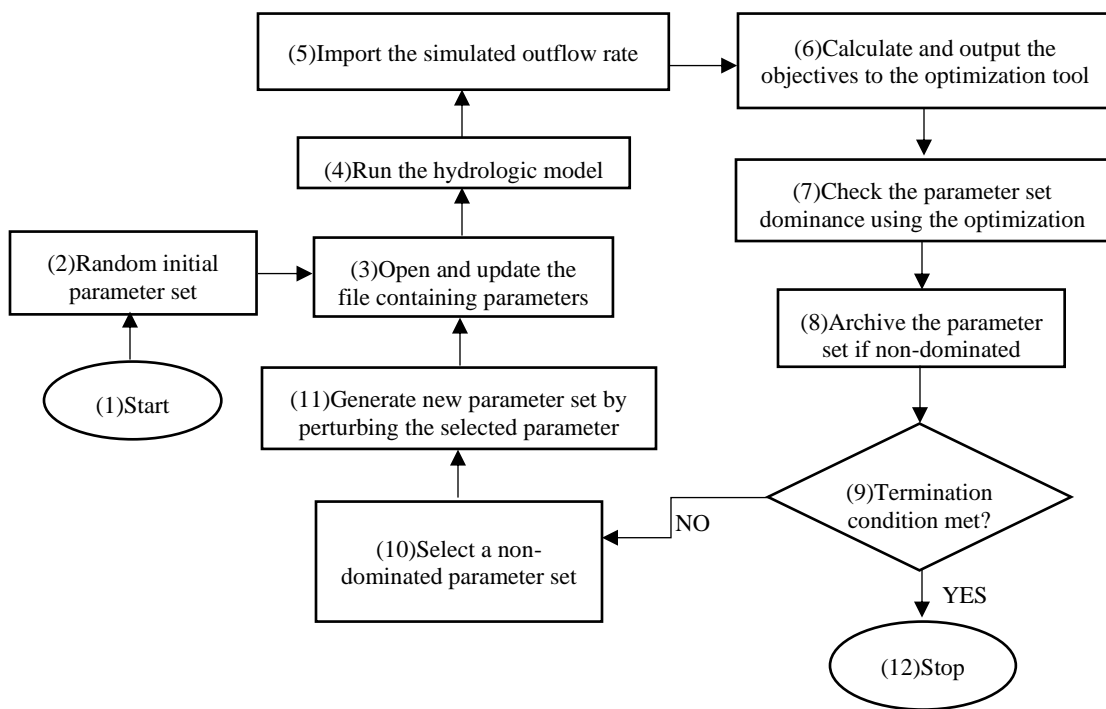 (1)Start
(2)Random initial
parameter set
(3)Open and update the
file containing parameters
(4)Run the hydrologic model
(5)Import the simulated outflow rate
(6)Calculate and output the
objectives to the optimization tool
(7)Check the parameter set
dominance using the optimization
(8)Archive the parameter
set if non-dominated
(9)Termination
condition met?
NO
YES
(10)Select a non-
dominated parameter set
(11)Generate new parameter set by
perturbing the selected parameter
(12)Stop